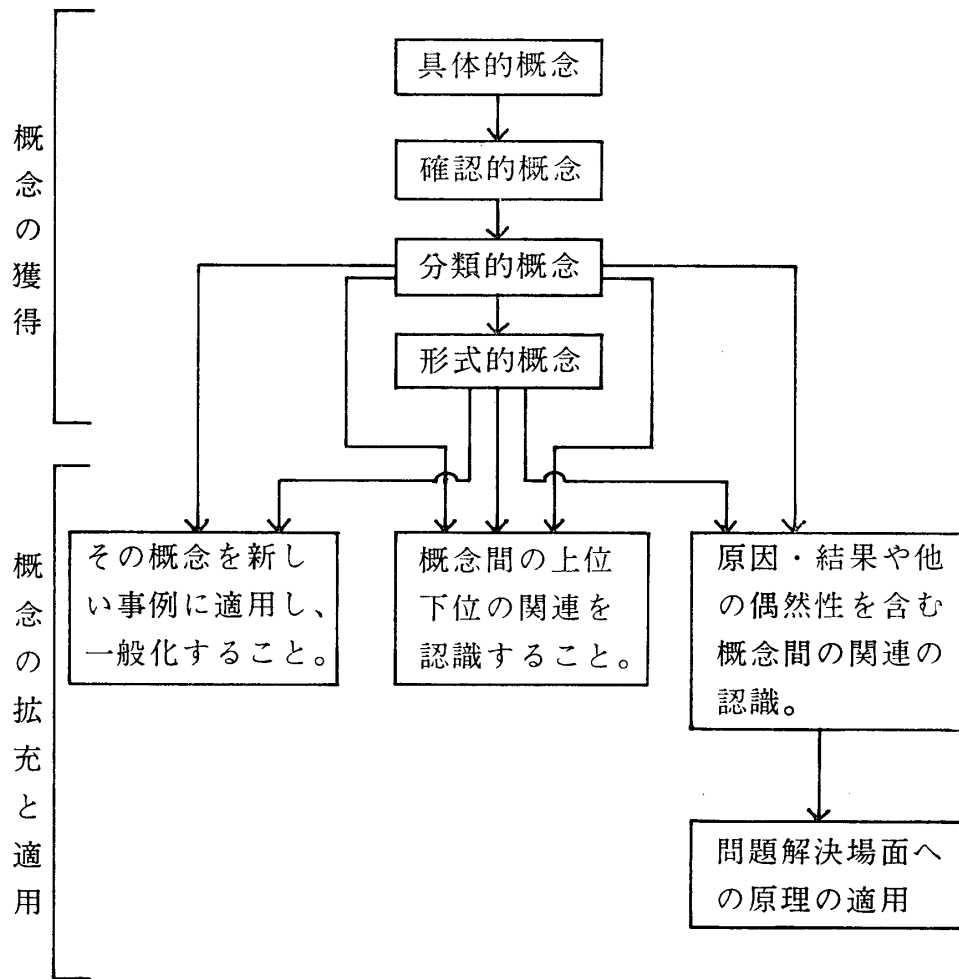 概念の獲得
具体的概念
確認的概念
分類的概念
形式的概念
概念の拡充と適用
その概念を新し
い事例に適用し、
一般化すること。
概念間の上位
下位の関連を
認識すること。
原因・結果や他
の偶然性を含む
概念間の関連の
認識。
問題解決場面へ
の原理の適用